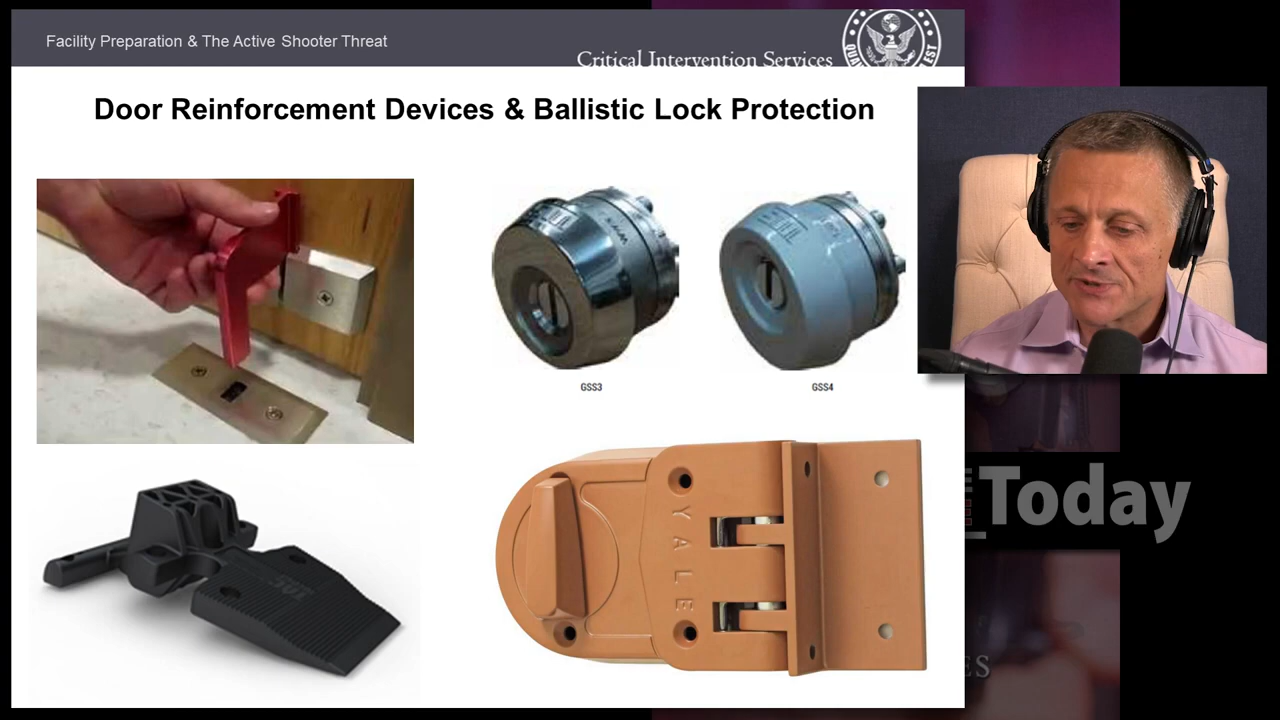 Facility Preparation & The Active Shooter Threat
Critical Intervention Services
Door Reinforcement Devices & Ballistic Lock Protection
GSS3
GSS4
YALE
Today
ES